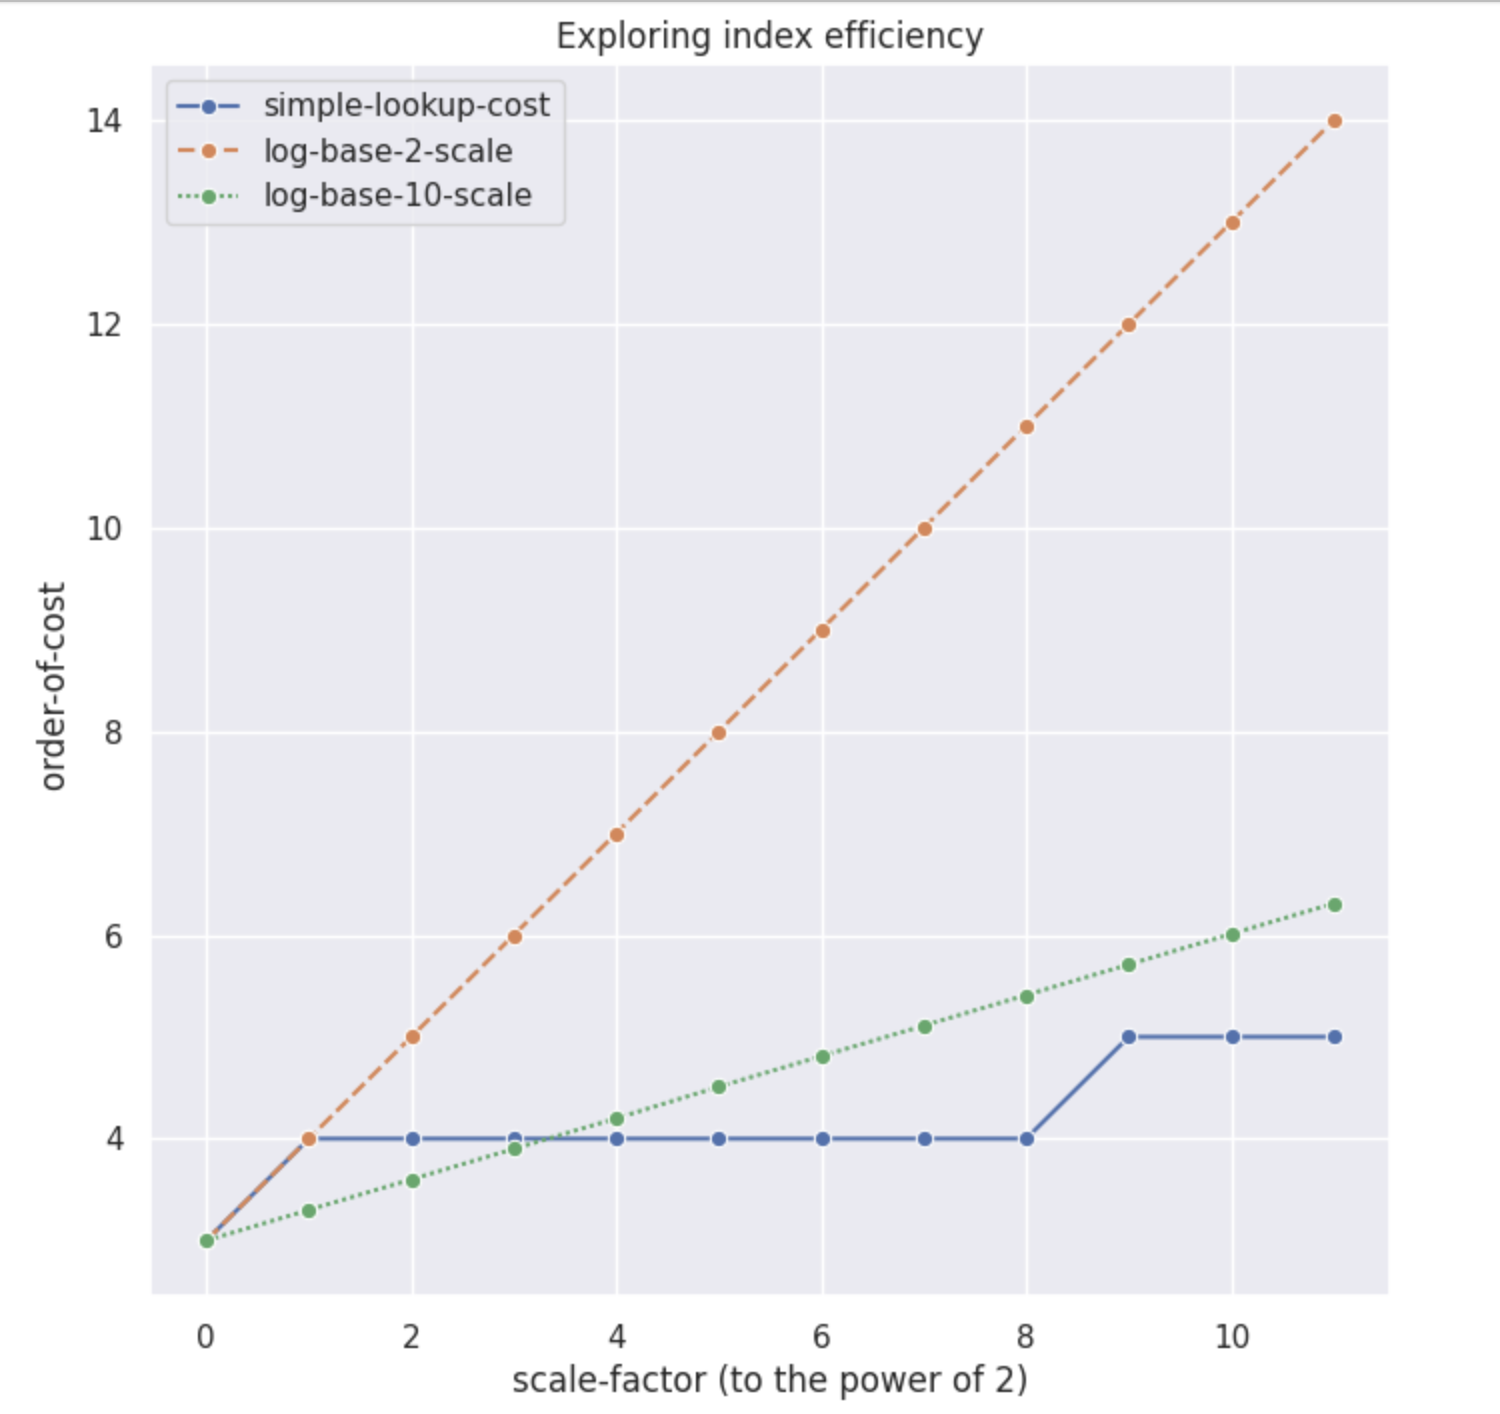 Exploring index efficiency
simple-lookup-cost
log-base-2-scale
log-base-10-scale
14
12
10
8
6
4
order-of-cost
0 2 4 6 8 10
scale-factor (to the power of 2)